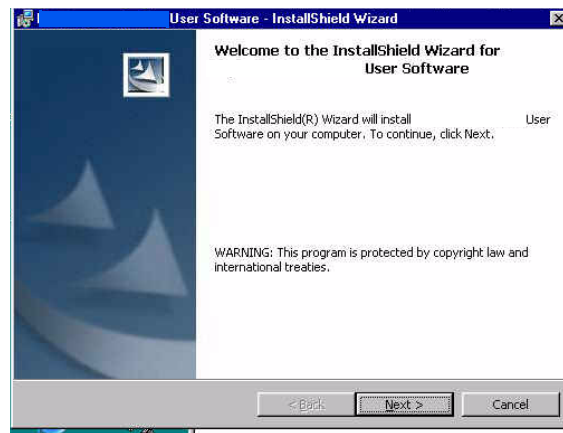 User Software - InstallShield Wizard
Welcome to the InstallShield Wizard for
User Software
The InstallShield(R) Wizard will install User
Software on your computer. To continue, click Next.
WARNING: This program is protected by copyright law and
international treaties.
< Back Next > Cancel